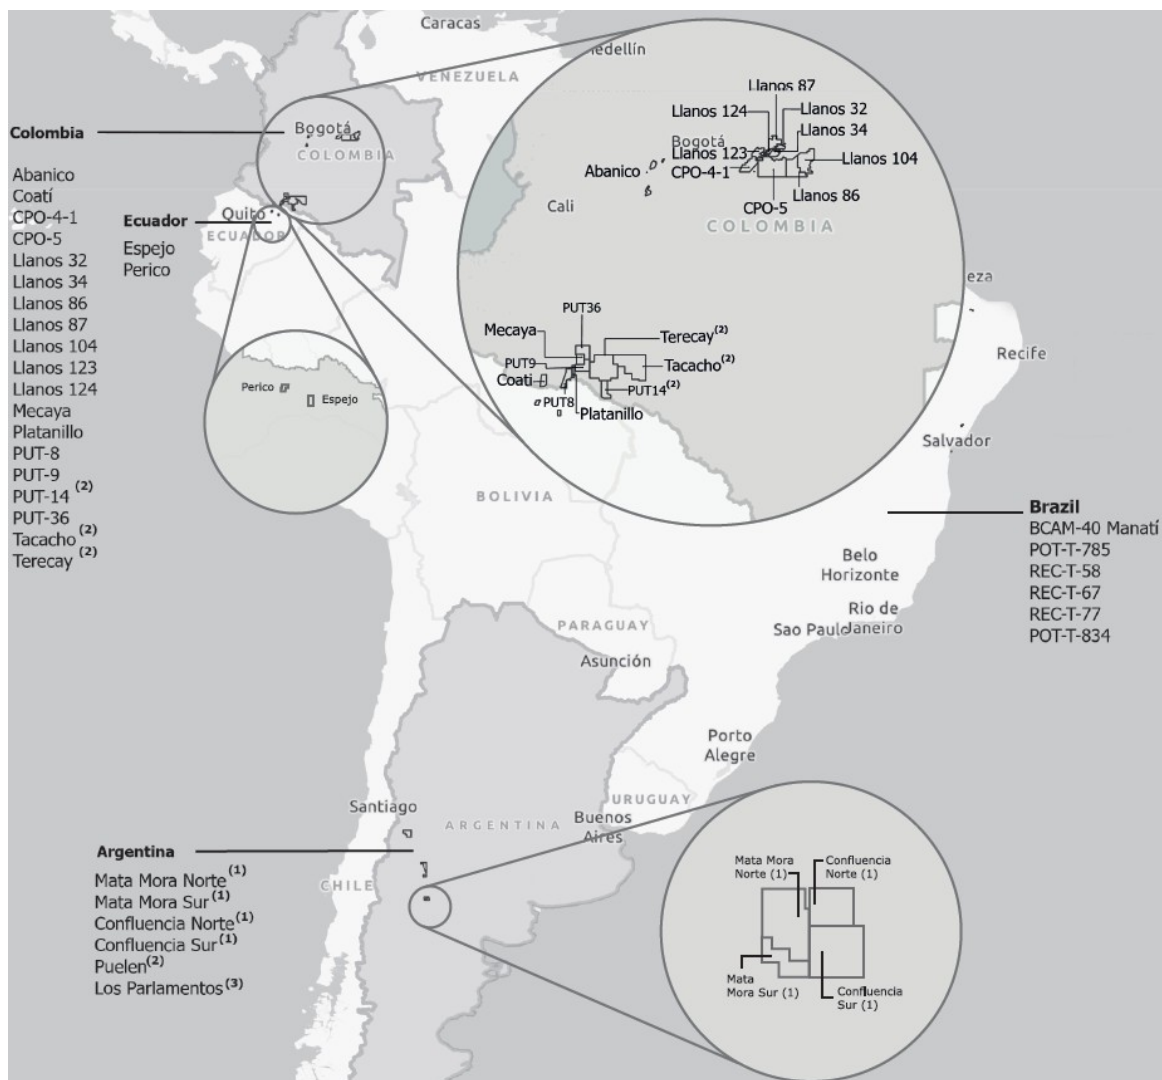 Caracas
VENEZUELA
Colombia
Bogotá
COLOMBIA
Abanico
Coatí
CPO-4-1
CPO-5
Llanos 32
Llanos 34
Llanos 86
Llanos 87
Llanos 104
Llanos 123
Llanos 124
Mecaya
Platanillo
PUT-8
PUT-9
PUT-14 (2)
PUT-36
Tacacho (2)
Terecay (2)
Quito
ECUADOR
Ecuador
Espejo
Perico
Perico
Espejo
edellín
Llanos 87
Llanos 124
Llanos 32
Bogotá
Llanos 34
Llanos 123
Llanos 104
Abanico
CPO-4-1
Llanos 86
CPO-5
Cali
COLOMBIA
PUT36
Mecaya
Terecay(2)
PUT9
Tacacho(2)
Coati
PUT14(2)
PUT8
Platanillo
eza
Recife
Salvador
BOLIVIA
Brazil
BCAM-40 Manatí
POT-T-785
REC-T-58
REC-T-67
REC-T-77
POT-T-834
Belo
Horizonte
Rio de
Janeiro
Sao Paulo
PARAGUAY
Asunción
Porto
Alegre
URUGUAY
Buenos
Aires
Santiago
ARGENTINA
CHILE
Argentina
Mata Mora Norte(1)
Mata Mora Sur(1)
Confluencia Norte(1)
Confluencia Sur(1)
Puelen(2)
Los Parlamentos(3)
Mata Mora
Norte (1)
Confluencia
Norte (1)
Mata
Mora Sur (1)
Confluencia
Sur (1)